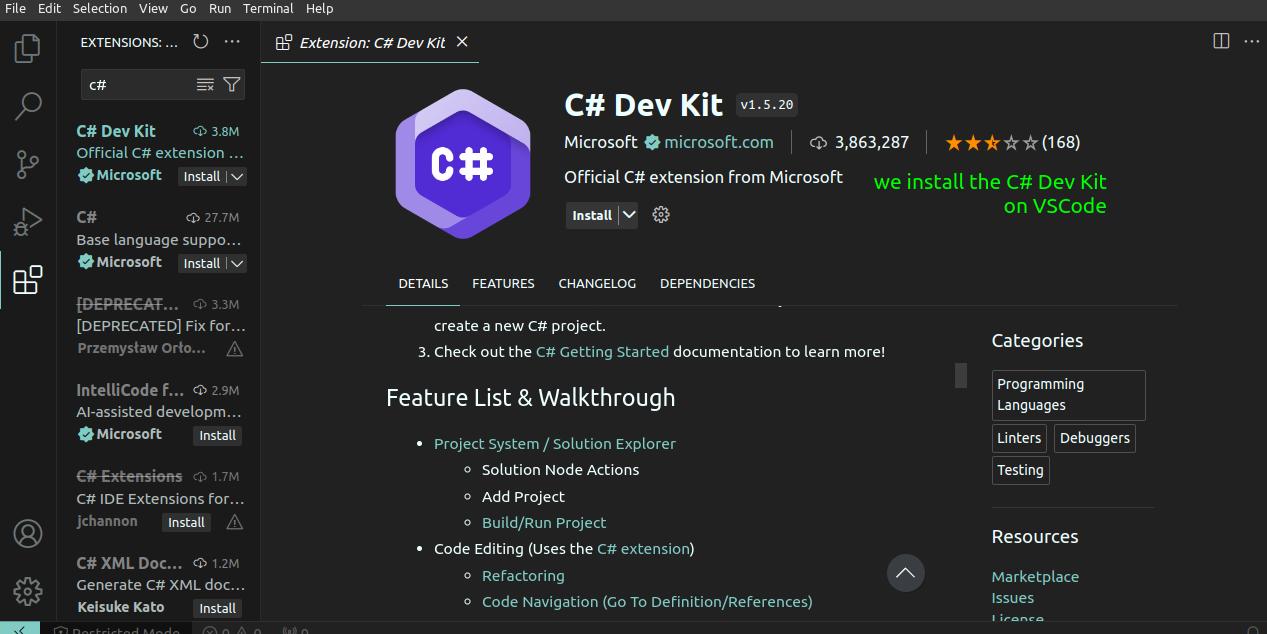 File Edit Selection View Go Run Terminal Help
EXTENSIONS: ...
Extension: C# Dev Kit
c#
C# Dev Kit 3.8M
Official C# extension ...
Microsoft Install
C# 27.7M
Base language suppo...
Microsoft Install
[DEPRECAT... 3.3M
[DEPRECATED] Fix for...
Przemysław Orło...
IntelliCode f... 2.9M
AI-assisted developm...
Microsoft Install
C# Extensions 1.7M
C# IDE Extensions for...
jchannon Install
C# XML Doc... 1.2M
Generate C# XML doc...
Keisuke Kato Install
C# Dev Kit v1.5.20
Microsoft microsoft.com 3,863,287 (168)
Official C# extension from Microsoft
Install
C#
we install the C# Dev Kit
on VSCode
DETAILS FEATURES CHANGELOG DEPENDENCIES
create a new C# project.
3. Check out the C# Getting Started documentation to learn more!
Feature List & Walkthrough
• Project System / Solution Explorer
◦ Solution Node Actions
◦ Add Project
◦ Build/Run Project
• Code Editing (Uses the C# extension)
◦ Refactoring
◦ Code Navigation (Go To Definition/References)
Categories
Programming
Languages
Linters Debuggers
Testing
Resources
Marketplace
Issues
License
Restricted Mode 0 0 0